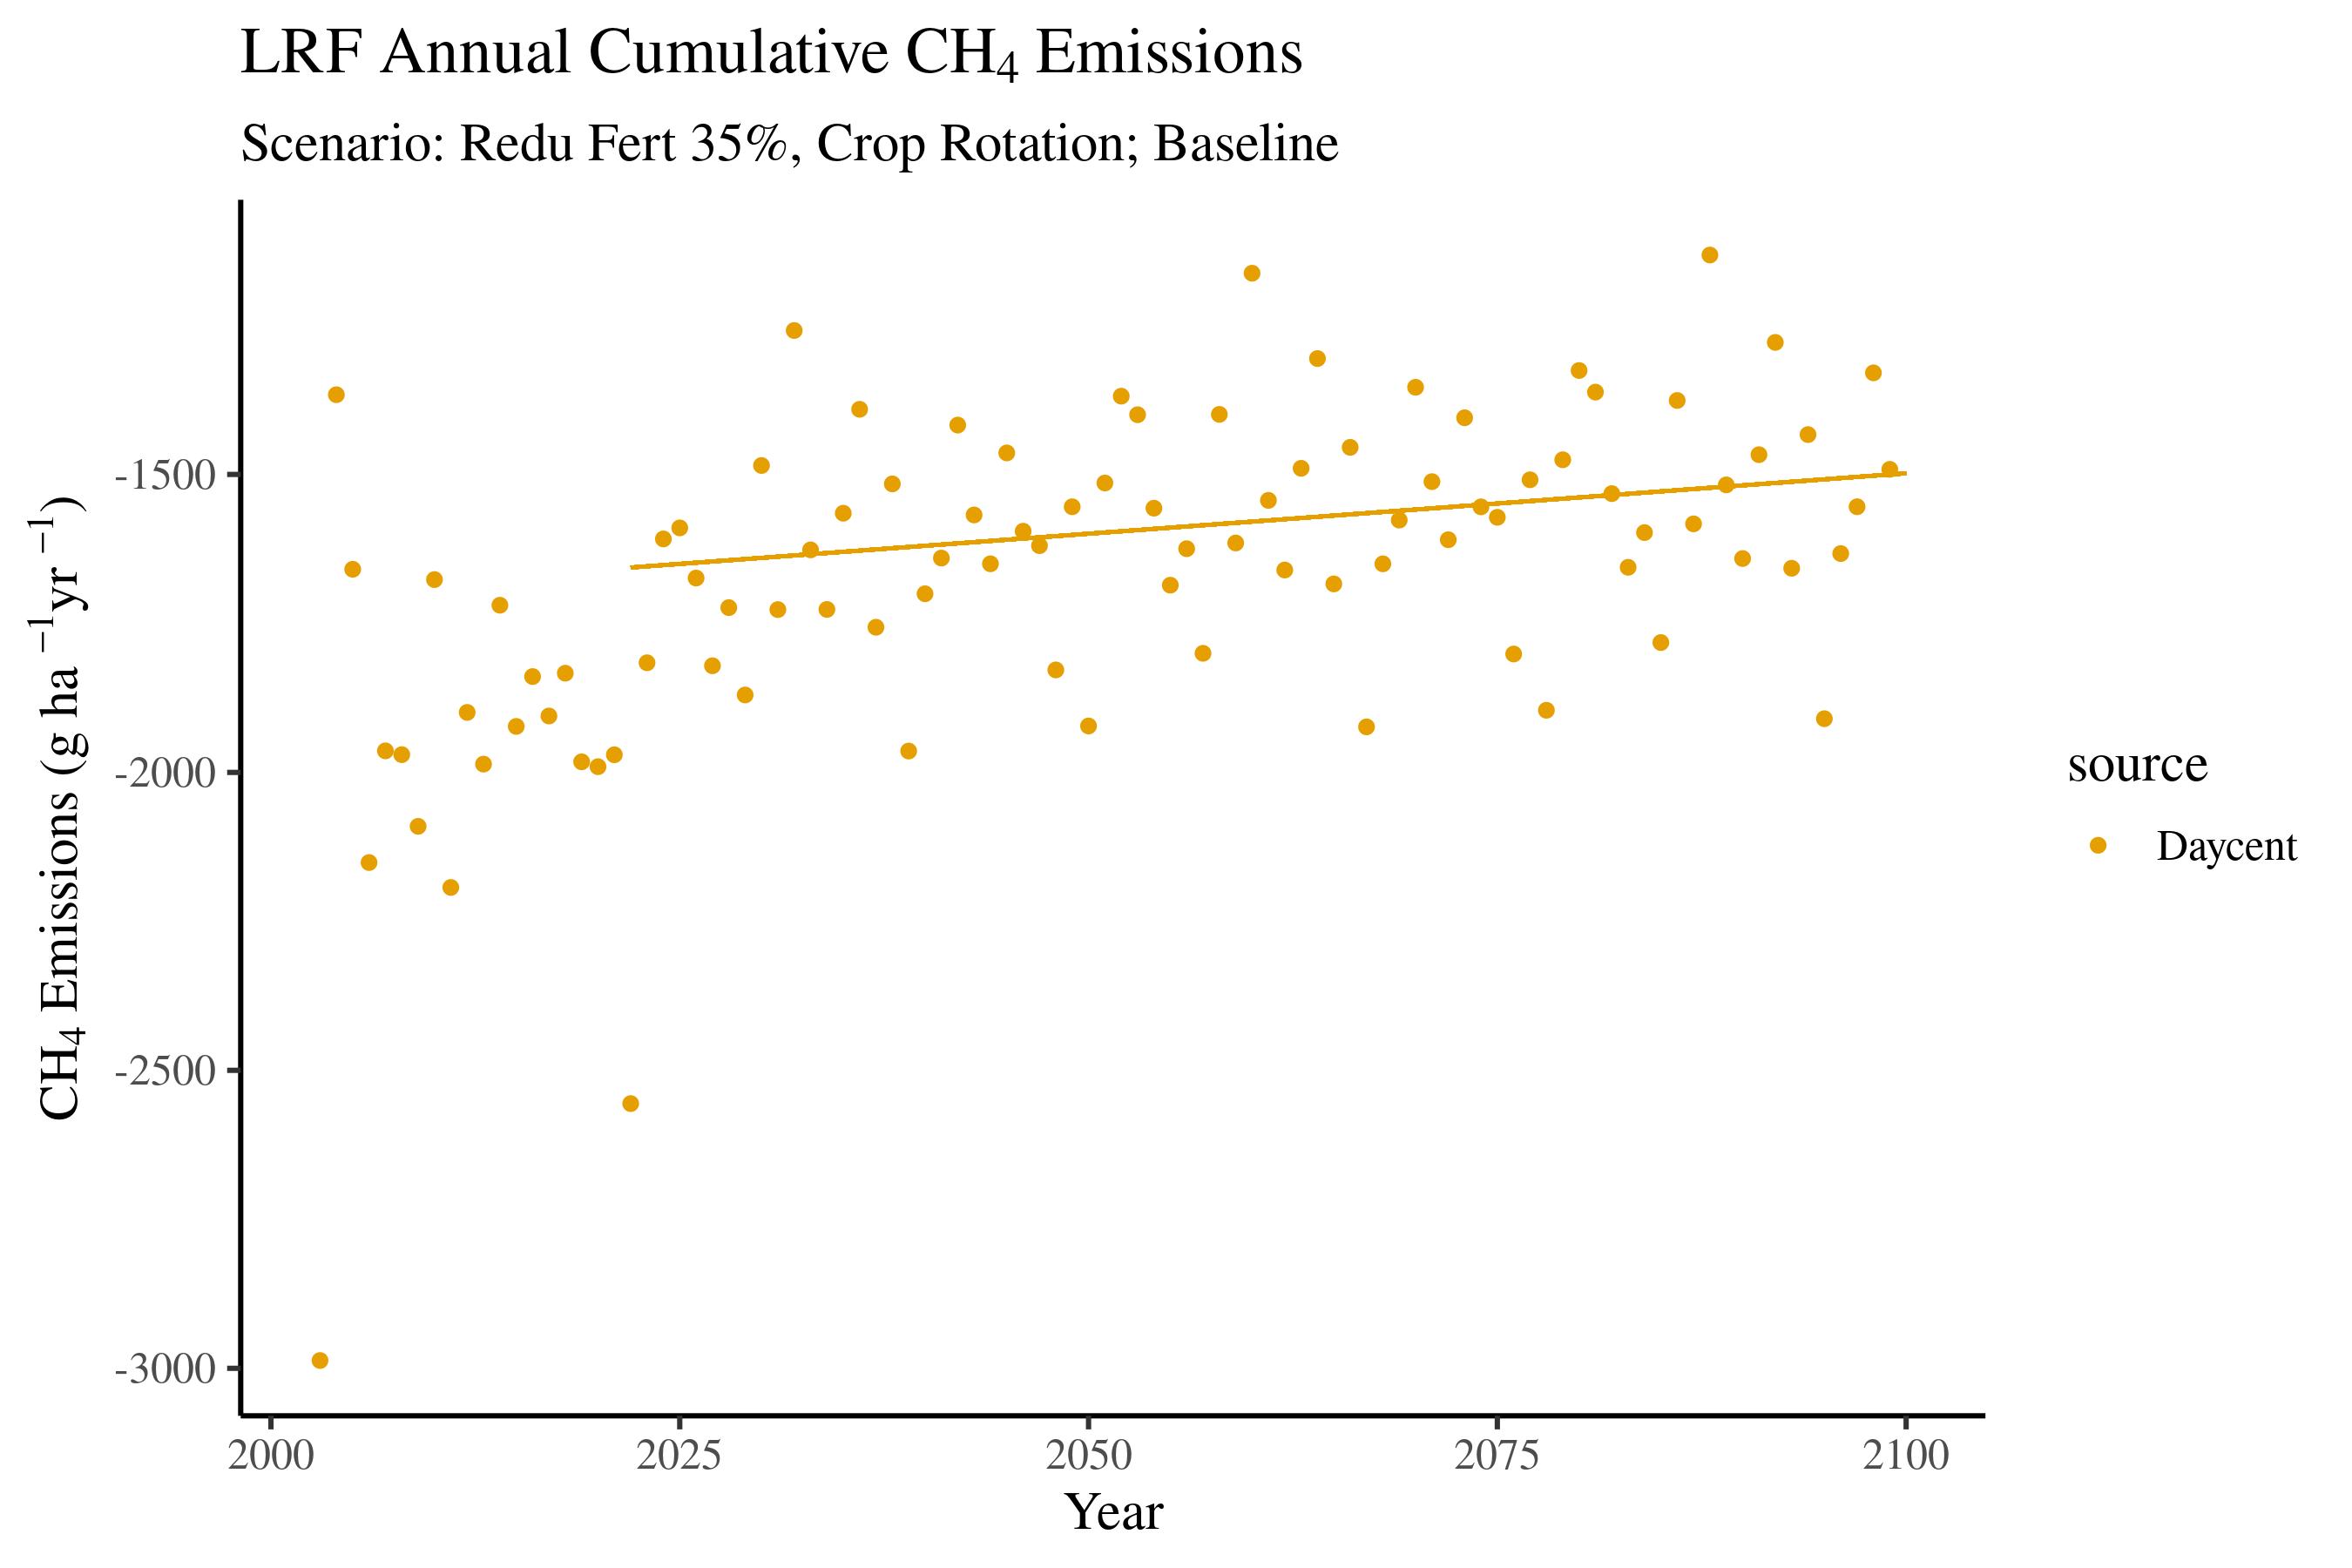 LRF Annual Cumulative CH₄ Emissions
Scenario: Redu Fert 35%, Crop Rotation; Baseline
CH₄ Emissions (g ha ⁻¹yr ⁻¹)
-1500
-2000
-2500
-3000
2000 2025 2050 2075 2100
Year
source
Daycent